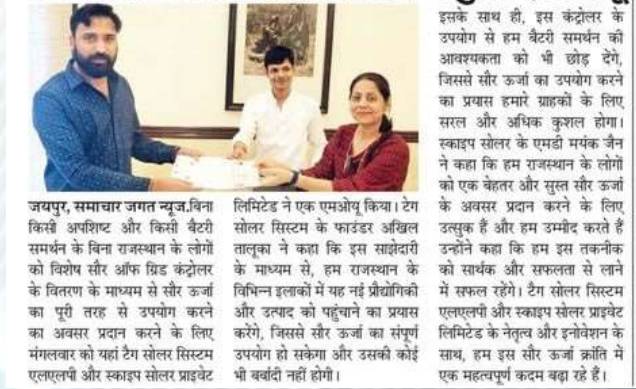 जयपुर, समाचार जगत न्यूज.बिना
किसी अपशिष्ट और किसी बैटरी
समर्थन के बिना राजस्थान के लोगों
को विशेष सौर ऑफ ग्रिड कंट्रोलर
के वितरण के माध्यम से सौर ऊर्जा
का पूरी तरह से उपयोग करने
का अवसर प्रदान करने के लिए
मंगलवार को यहां टैग सोलर सिस्टम
एलएलपी और स्काइप सोलर प्राइवेट
लिमिटेड ने एक एमओयू किया। टेग
सोलर सिस्टम के फाउंडर अखिल
तालूका ने कहा कि इस साझेदारी
के माध्यम से, हम राजस्थान के
विभिन्न इलाकों में यह नई प्रौद्योगिकी
और उत्पाद को पहुंचाने का प्रयास
करेंगे, जिससे सौर ऊर्जा का संपूर्ण
उपयोग हो सकेगा और उसकी कोई
भी बर्बादी नहीं होगी।
इसके साथ ही, इस कंट्रोलर के
उपयोग से हम बैटरी समर्थन की
आवश्यकता को भी छोड़ देंगे,
जिससे सौर ऊर्जा का उपयोग करने
का प्रयास हमारे ग्राहकों के लिए
सरल और अधिक कुशल होगा।
स्काइप सोलर के एमडी मयंक जैन
ने कहा कि हम राजस्थान के लोगों
को एक बेहतर और सुस्त सौर ऊर्जा
के अवसर प्रदान करने के लिए
उत्सुक हैं और हम उम्मीद करते हैं
उन्होंने कहा कि हम इस तकनीक
को सार्थक और सफलता से लाने
में सफल रहेंगे। टैग सोलर सिस्टम
एलएलपी और स्काइप सोलर प्राइवेट
लिमिटेड के नेतृत्व और इनोवेशन के
साथ, हम इस सौर ऊर्जा क्रांति में
एक महत्वपूर्ण कदम बढ़ा रहे हैं।